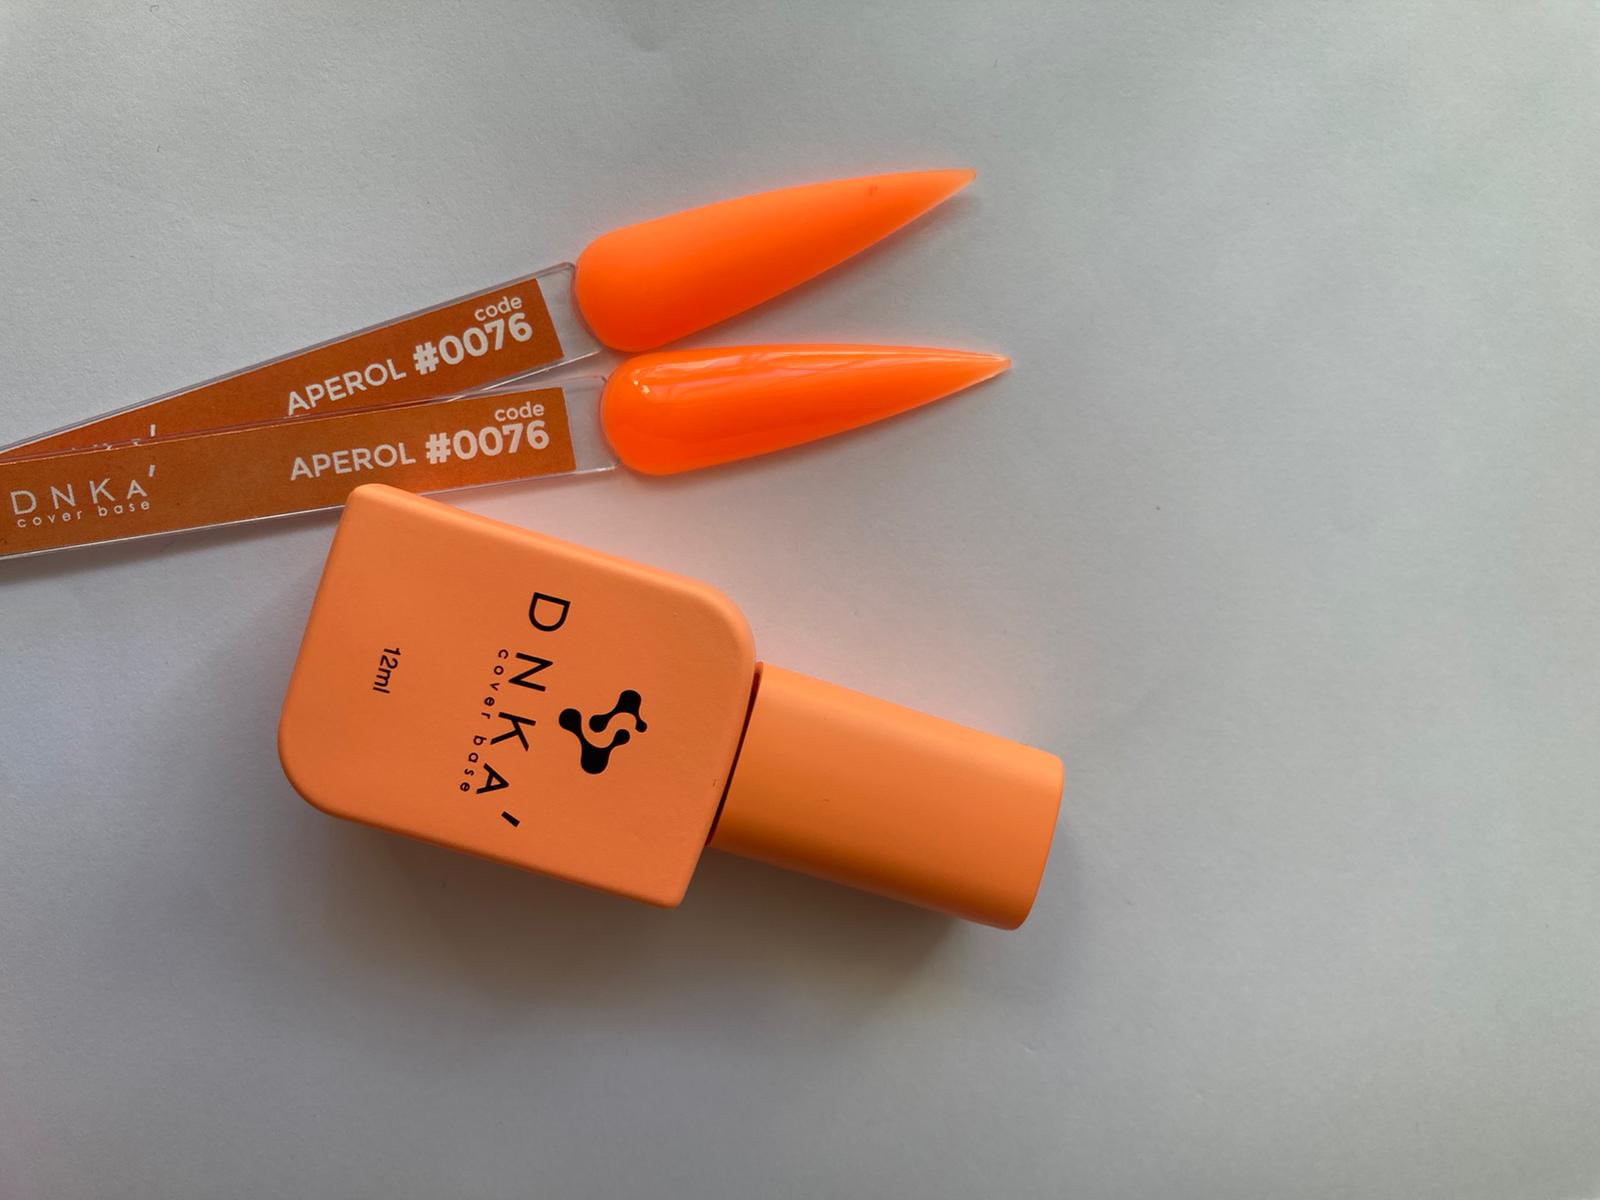 code
APEROL #0076
code
APEROL #0076
DNKA'
cover base
DNKA'
cover base
12ml